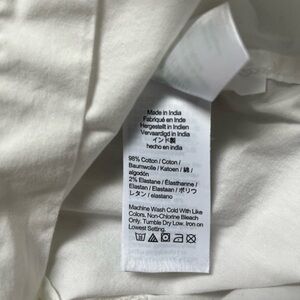 Made in India
Fabriqué en Inde
Hergestellt in Indien
Vervaardigd in India
インド製
hecho en india
98% Cotton / Coton /
Baumwolle / Katoen / 綿 /
algodón
2% Elastane / Élasthanne /
Elastan / Elastaan / ポリウ
レタン / elastano
Machine Wash Cold With Like
Colors, Non-Chlorine Bleach
Only, Tumble Dry Low. Iron on
Lowest Setting.